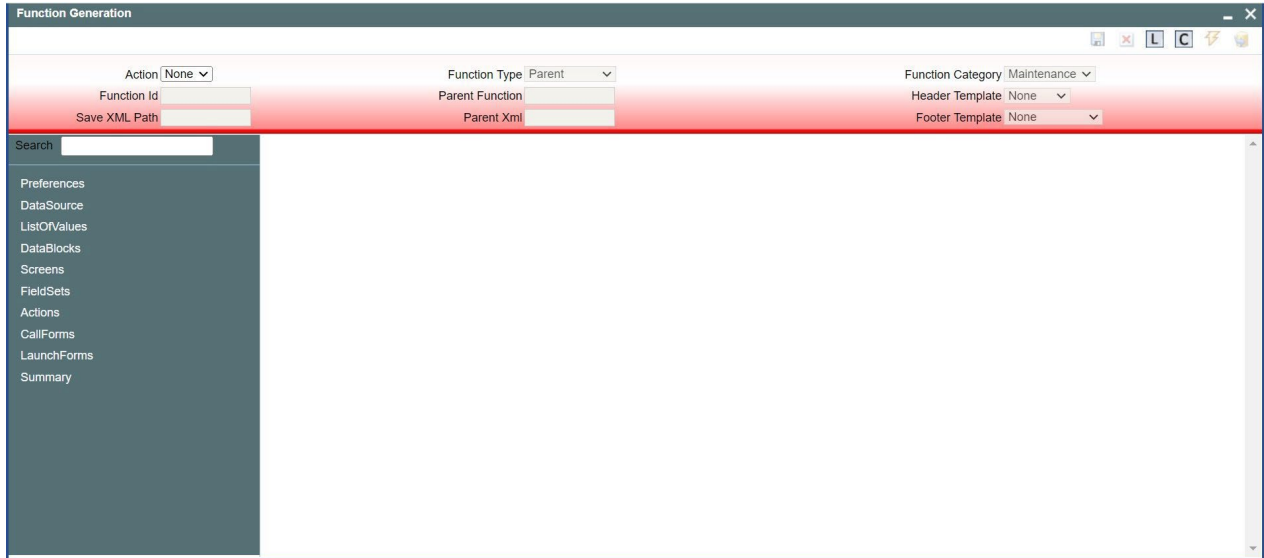 Function Generation
L C
Action None Function Type Parent Function Category Maintenance
Function Id Parent Function Header Template None
Save XML Path Parent Xml Footer Template None
Search
Preferences
DataSource
ListOfValues
DataBlocks
Screens
FieldSets
Actions
CallForms
LaunchForms
Summary